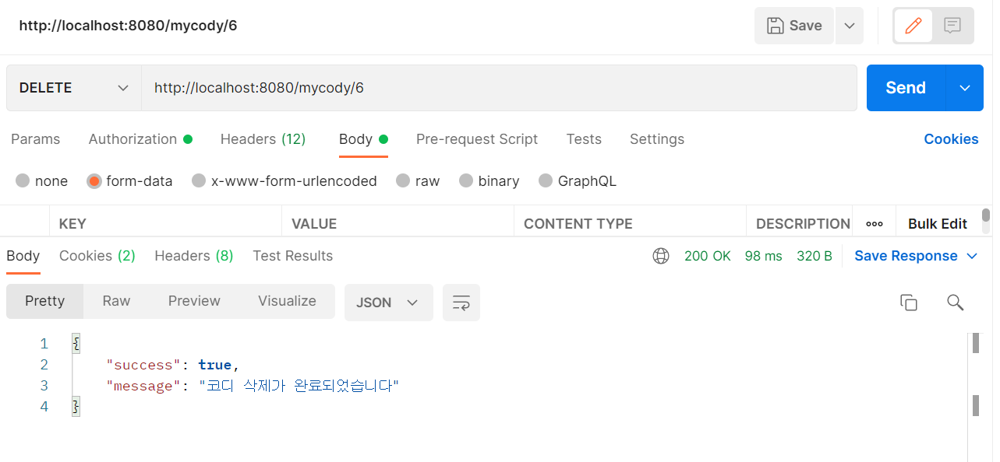 http://localhost:8080/mycody/6
Save
DELETE
http://localhost:8080/mycody/6
Send
Params Authorization Headers (12) Body Pre-request Script Tests Settings Cookies
none form-data x-www-form-urlencoded raw binary GraphQL
KEY VALUE CONTENT TYPE DESCRIPTION ooo Bulk Edit
Body Cookies (2) Headers (8) Test Results 200 OK 98 ms 320 B Save Response
Pretty Raw Preview Visualize JSON
1 {
2 "success": true,
3 "message": "코디 삭제가 완료되었습니다"
4 }